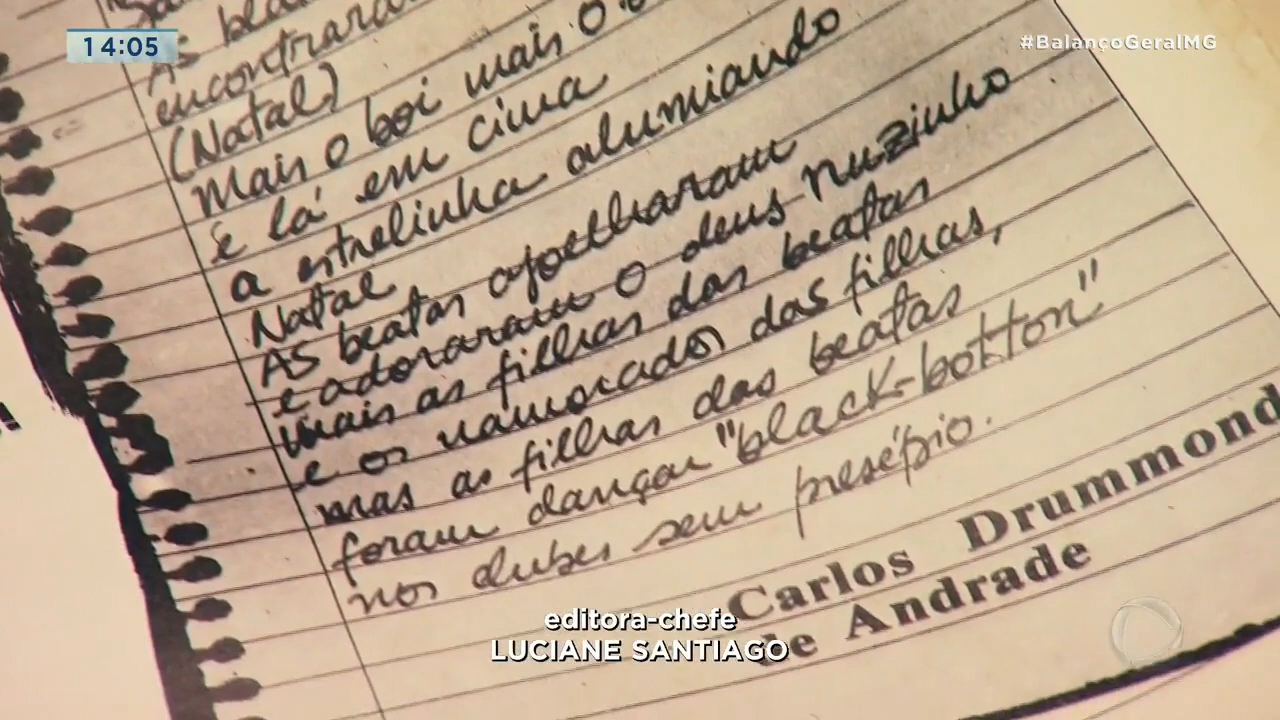 14:05
#BalançoGeralMG
As
encontraram
(Natal)
mais o boi mais o
e lá em cima
a estrelinha alumiando
Natal
As beatas ajoelharam
e adoraram o deus nuzinho
mais as filhas das beatas
e os namorados das filhas,
mas as filhas das beatas
foram dançar "black-botton"
nos clubes sem presépio.
Carlos Drummond
de Andrade
editora-chefe
LUCIANE SANTIAGO